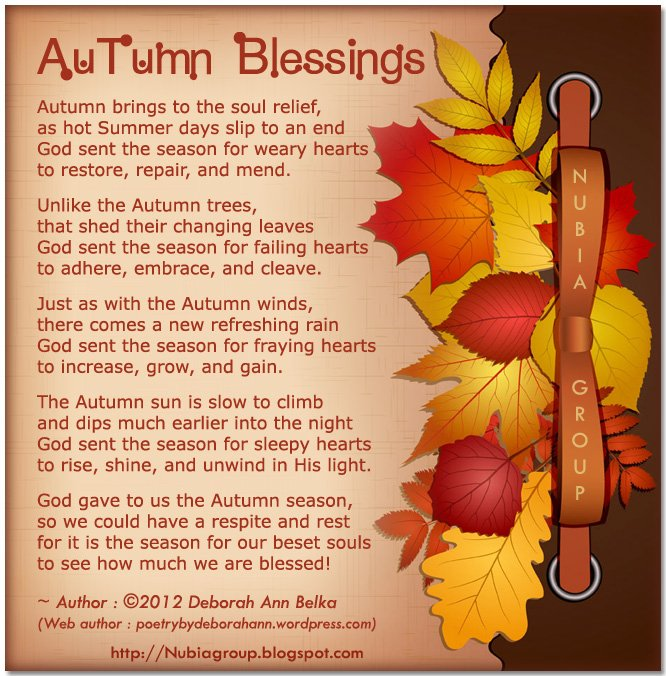 AuTumn Blessings
Autumn brings to the soul relief,
as hot Summer days slip to an end
God sent the season for weary hearts
to restore, repair, and mend.
Unlike the Autumn trees,
that shed their changing leaves
God sent the season for failing hearts
to adhere, embrace, and cleave.
Just as with the Autumn winds,
there comes a new refreshing rain
God sent the season for fraying hearts
to increase, grow, and gain.
The Autumn sun is slow to climb
and dips much earlier into the night
God sent the season for sleepy hearts
to rise, shine, and unwind in His light.
God gave to us the Autumn season,
so we could have a respite and rest
for it is the season for our beset souls
to see how much we are blessed!
~ Author : ©2012 Deborah Ann Belka
(Web author : poetrybydeborahann.wordpress.com)
http://Nubiagroup.blogspot.com
NUBIA GROUP